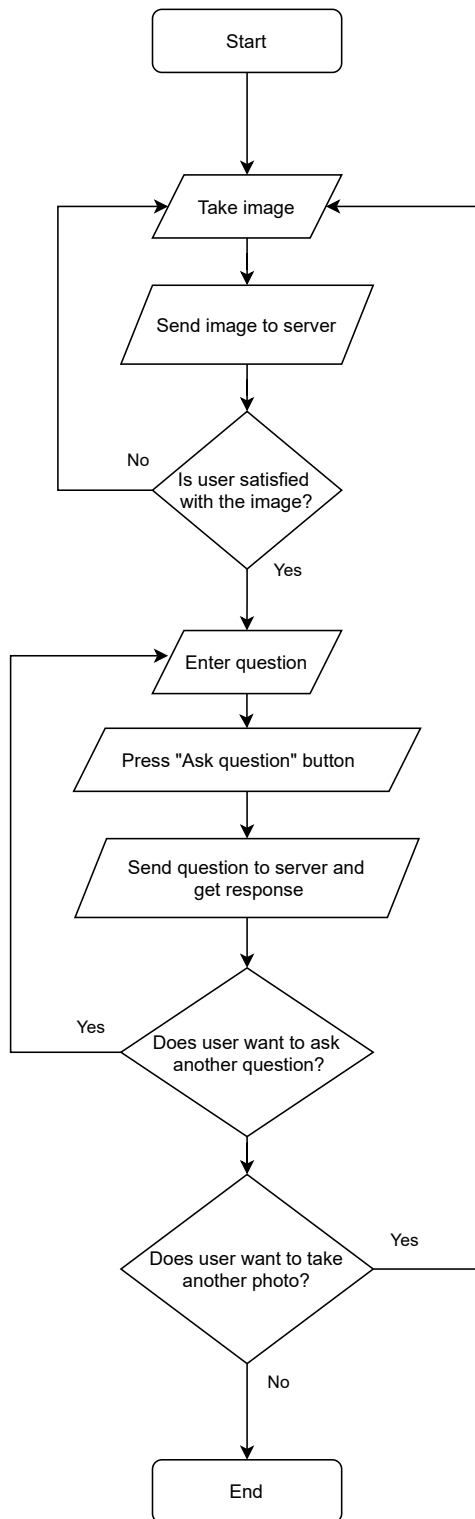 Start
Take image
Send image to server
No
Is user satisfied
with the image?
Yes
Enter question
Press "Ask question" button
Send question to server and
get response
Yes
Does user want to ask
another question?
Yes
Does user want to take
another photo?
No
End